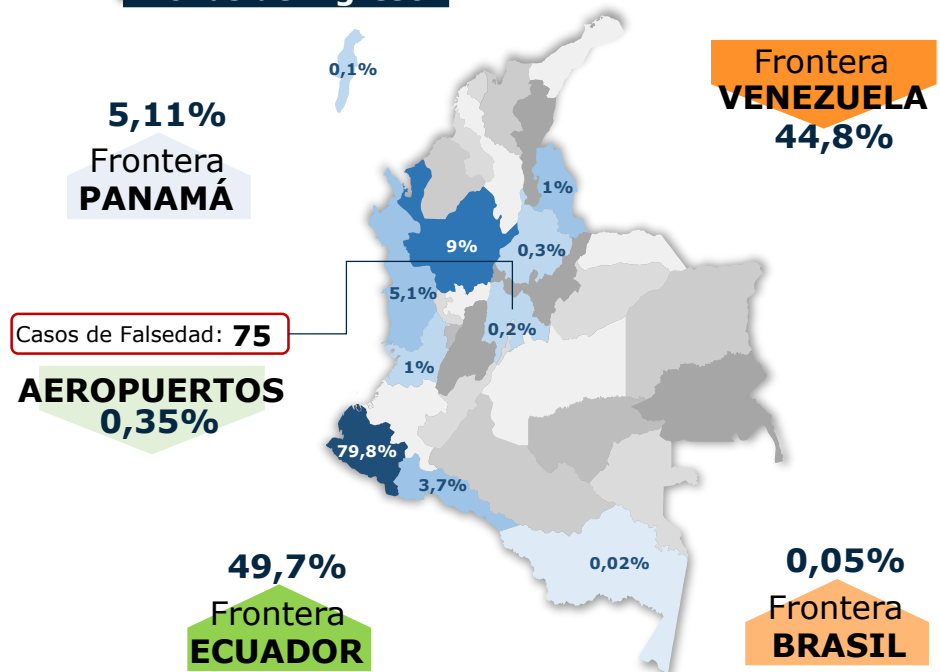 0,1%
Frontera
VENEZUELA
44,8%
5,11%
Frontera
PANAMÁ
1%
9%
0,3%
5,1%
Casos de Falsedad: 75
0,2%
1%
AEROPUERTOS
0,35%
79,8%
3,7%
49,7%
Frontera
ECUADOR
0,02%
0,05%
Frontera
BRASIL